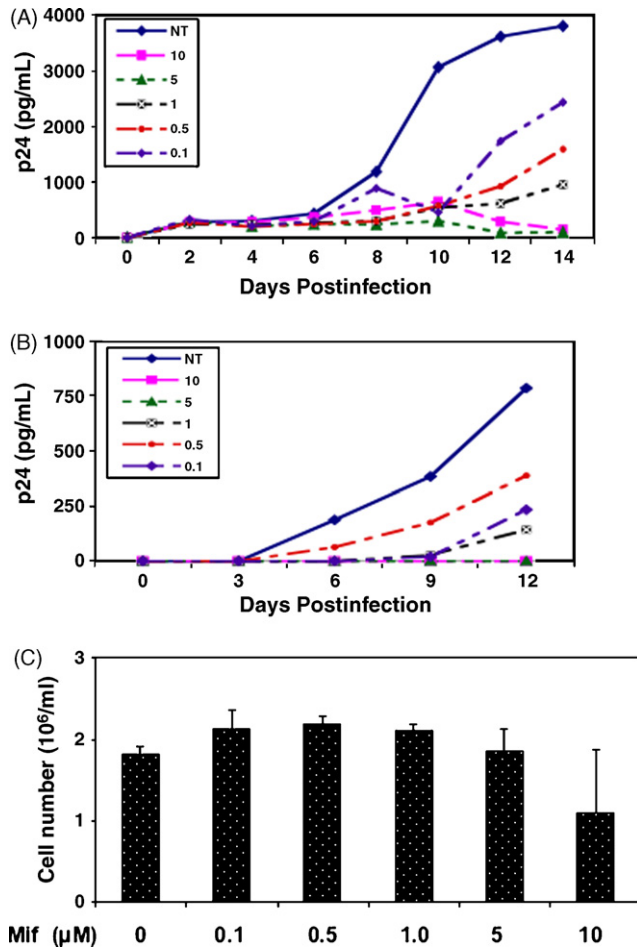 (A)
4000
3000
2000
1000
0
p24 (pg/mL)
NT
10
5
1
0.5
0.1
0 2 4 6 8 10 12 14
Days Postinfection
(B)
1000
750
500
250
0
p24 (pg/mL)
NT
10
5
1
0.5
0.1
0 3 6 9 12
Days Postinfection
(C)
3
2
1
0
Cell number (10⁶/ml)
Mif (µM) 0 0.1 0.5 1.0 5 10